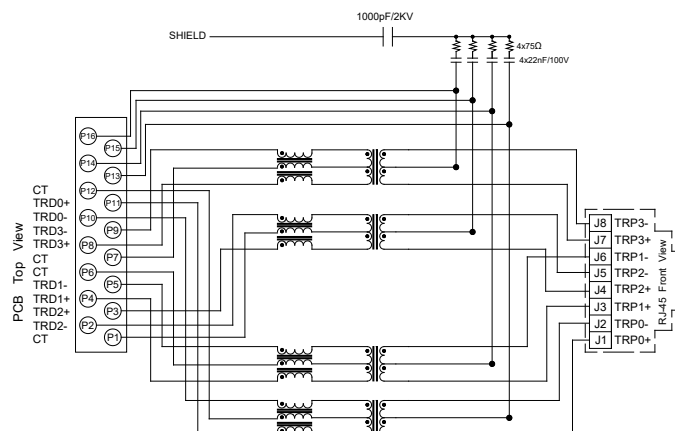 1000pF/2KV
SHIELD
4x75Ω
4x22nF/100V
P16
P15
P14
P13
CT
P12
TRD0+
P11
TRD0-
P10
TRD3-
P9
TRD3+
P8
CT
P7
CT
P6
TRD1-
P5
TRD1+
P4
TRD2+
P3
TRD2-
P2
CT
P1
PCB Top View
J8 TRP3-
J7 TRP3+
J6 TRP1-
J5 TRP2-
J4 TRP2+
J3 TRP1+
J2 TRP0-
J1 TRP0+
RJ-45 Front View